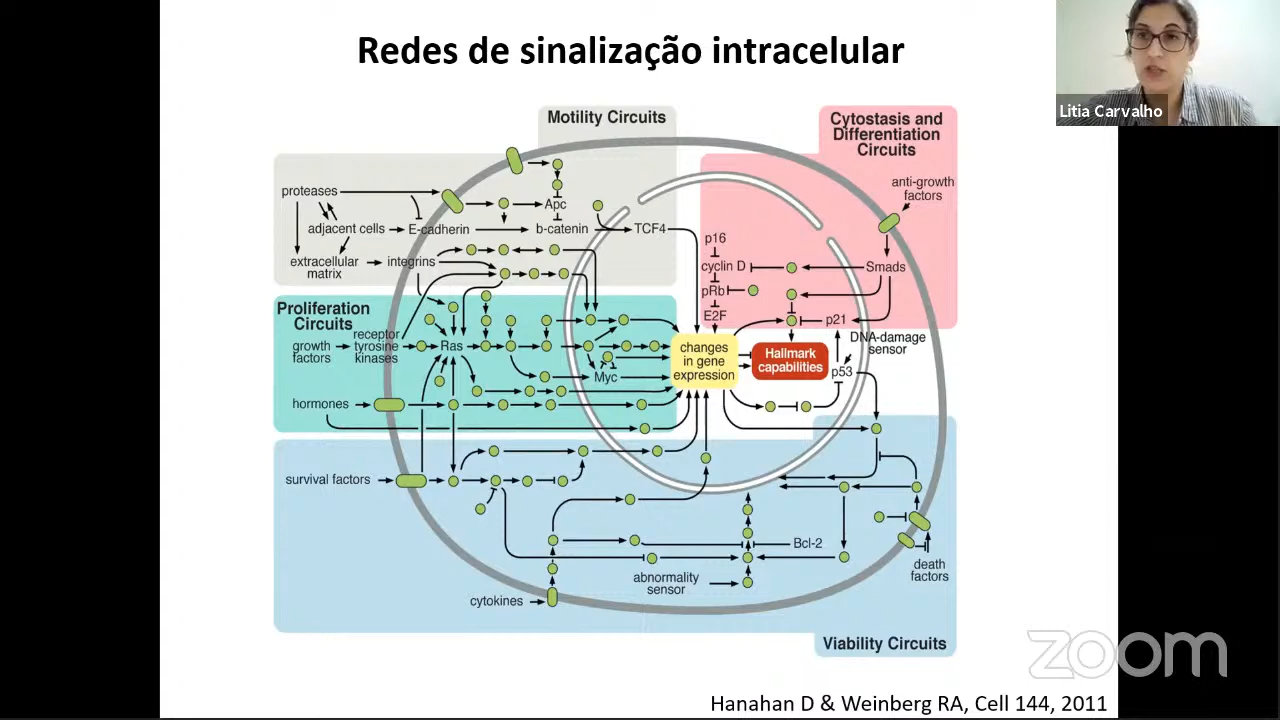 Redes de sinalização intracelular
Litia Carvalho
Motility Circuits
Cytostasis and
Differentiation
Circuits
proteases
adjacent cells
E-cadherin
Apc
b-catenin
TCF4
extracellular
matrix
integrins
anti-growth
factors
p16
cyclin D
pRb
E2F
Smads
p21
DNA-damage
sensor
Proliferation
Circuits
growth
factors
receptor
tyrosine
kinases
Ras
Myc
changes
in gene
expression
Hallmark
capabilities
p53
hormones
survival factors
Bcl-2
abnormality
sensor
cytokines
death
factors
Viability Circuits
zoom
Hanahan D & Weinberg RA, Cell 144, 2011